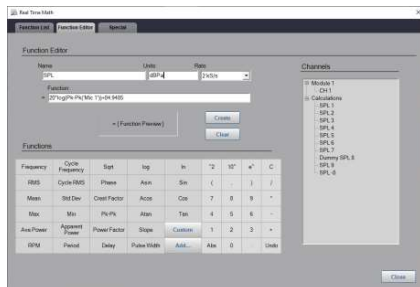 Real Time Math
Function List Function Editor Special
Function Editor
Name Units Rate
SPL dBPa 2 kS/s
Function
= 20*log(Pk-Pk('Mic 1'))+84.9485
= [ Function Preview ]
Create
Clear
Functions
Frequency Cycle Frequency Sqrt log ln ^2 10^ e^ C
RMS Cycle RMS Phase Asin Sin ( , ) /
Mean Std Dev Crest Factor Acos Cos 7 8 9 *
Max Min Pk-Pk Atan Tan 4 5 6 -
Ave Power Apparent Power Power Factor Slope Custom 1 2 3 +
RPM Period Delay Pulse Width Add... Abs 0 . Undo
Channels
Module 1
CH 1
Calculations
SPL 1
SPL 2
SPL 3
SPL 4
SPL 5
SPL 6
SPL 7
Dummy SPL 8
SPL 9
SPL -8
Close